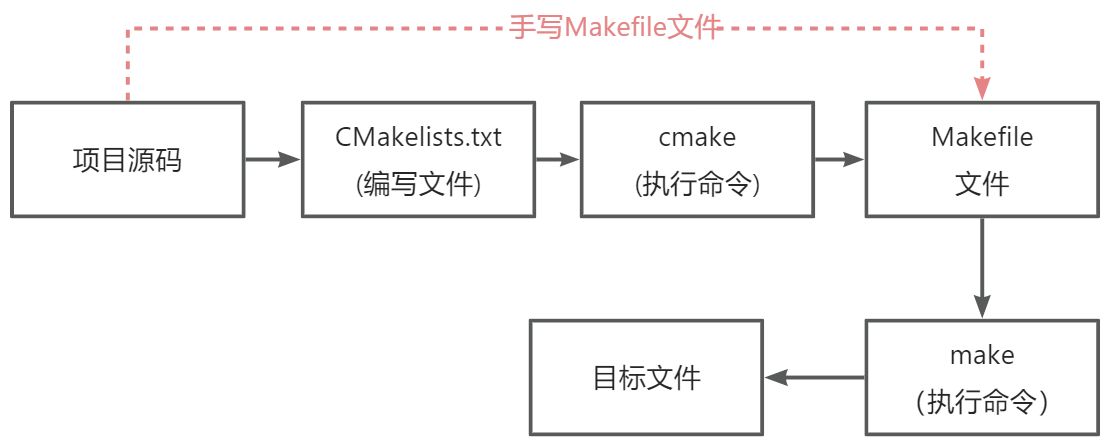 手写Makefile文件
项目源码
CMakelists.txt
(编写文件)
cmake
(执行命令)
Makefile
文件
make
（执行命令）
目标文件